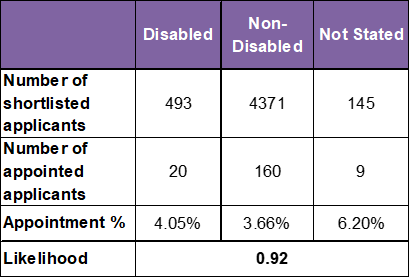 Disabled Non-Disabled Not Stated
Number of shortlisted applicants 493 4371 145
Number of appointed applicants 20 160 9
Appointment % 4.05% 3.66% 6.20%
Likelihood 0.92